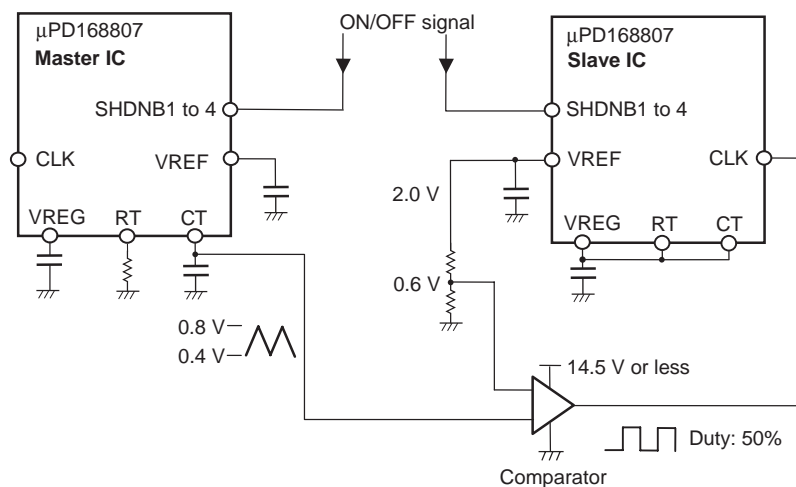 ON/OFF signal
μPD168807
Master IC
SHDNB1 to 4
CLK
VREF
VREG
RT
CT
μPD168807
Slave IC
SHDNB1 to 4
VREF
CLK
2.0 V
VREG
RT
CT
0.6 V
0.8 V
0.4 V
14.5 V or less
Duty: 50%
Comparator